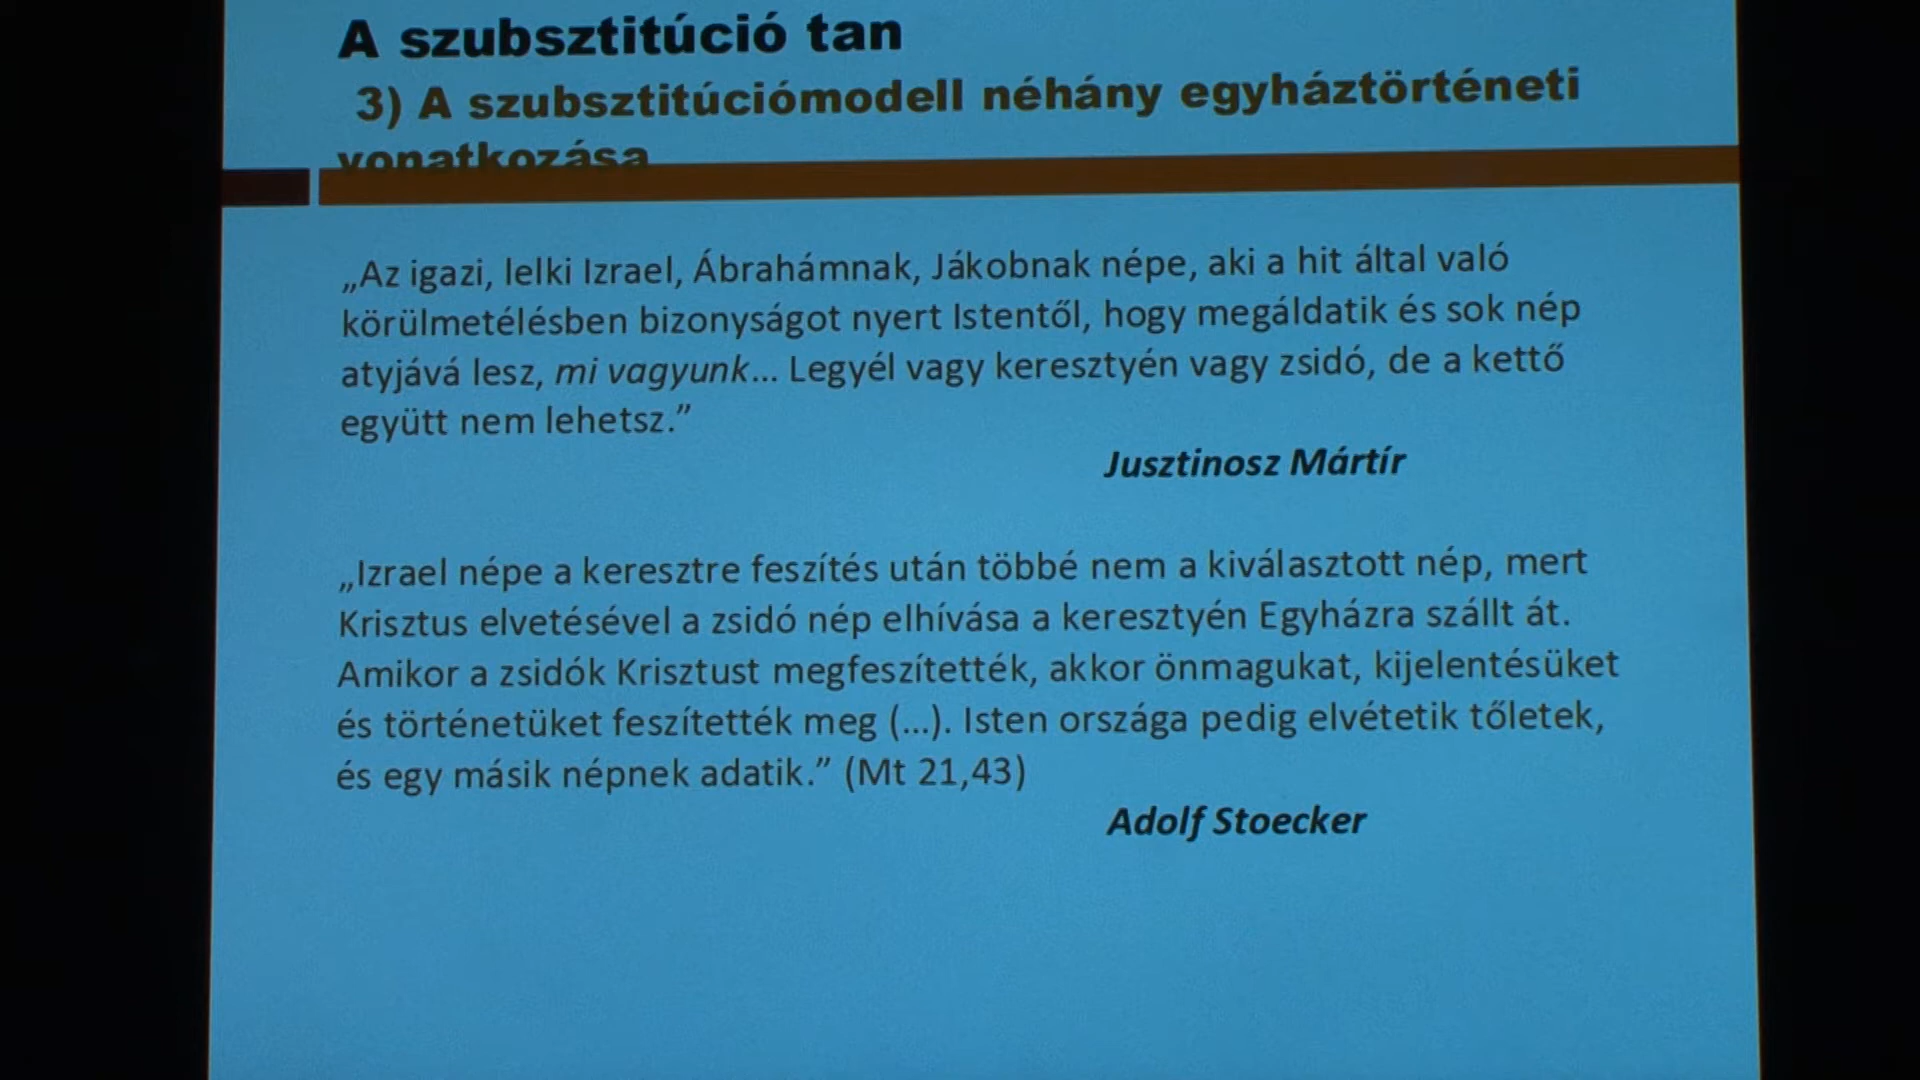 A szubsztitúció tan
3) A szubsztitúciómodell néhány egyháztörténeti
vonatkozása
„Az igazi, lelki Izrael, Ábrahámnak, Jákobnak népe, aki a hit által való
körülmetélésben bizonyságot nyert Istentől, hogy megáldatik és sok nép
atyjává lesz, mi vagyunk... Legyél vagy keresztyén vagy zsidó, de a kettő
együtt nem lehetsz.”
Jusztinosz Mártír
„Izrael népe a keresztre feszítés után többé nem a kiválasztott nép, mert
Krisztus elvetésével a zsidó nép elhívása a keresztyén Egyházra szállt át.
Amikor a zsidók Krisztust megfeszítették, akkor önmagukat, kijelentésüket
és történetüket feszítették meg (...). Isten országa pedig elvétetik tőletek,
és egy másik népnek adatik.” (Mt 21,43)
Adolf Stoecker